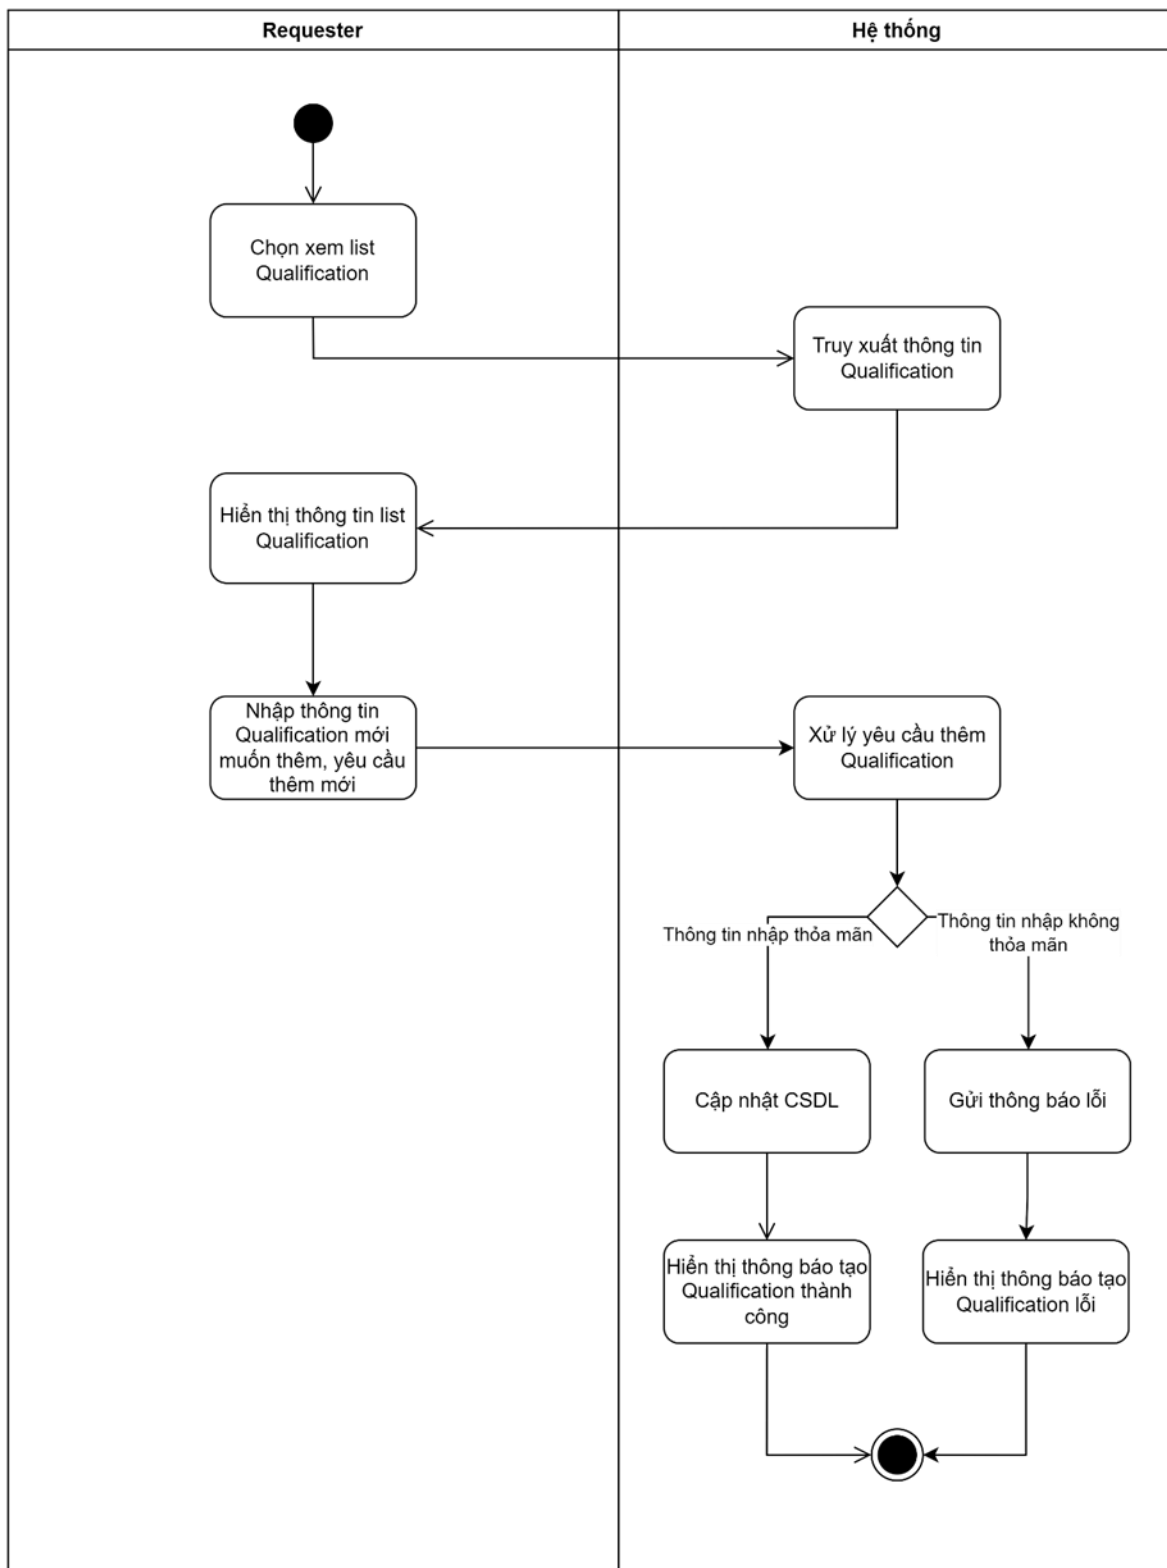 Requester
Hệ thống
Chọn xem list
Qualification
Truy xuất thông tin
Qualification
Hiển thị thông tin list
Qualification
Nhập thông tin
Qualification mới
muốn thêm, yêu cầu
thêm mới
Xử lý yêu cầu thêm
Qualification
Thông tin nhập thỏa mãn
Thông tin nhập không
thỏa mãn
Cập nhật CSDL
Gửi thông báo lỗi
Hiển thị thông báo tạo
Qualification thành
công
Hiển thị thông báo tạo
Qualification lỗi